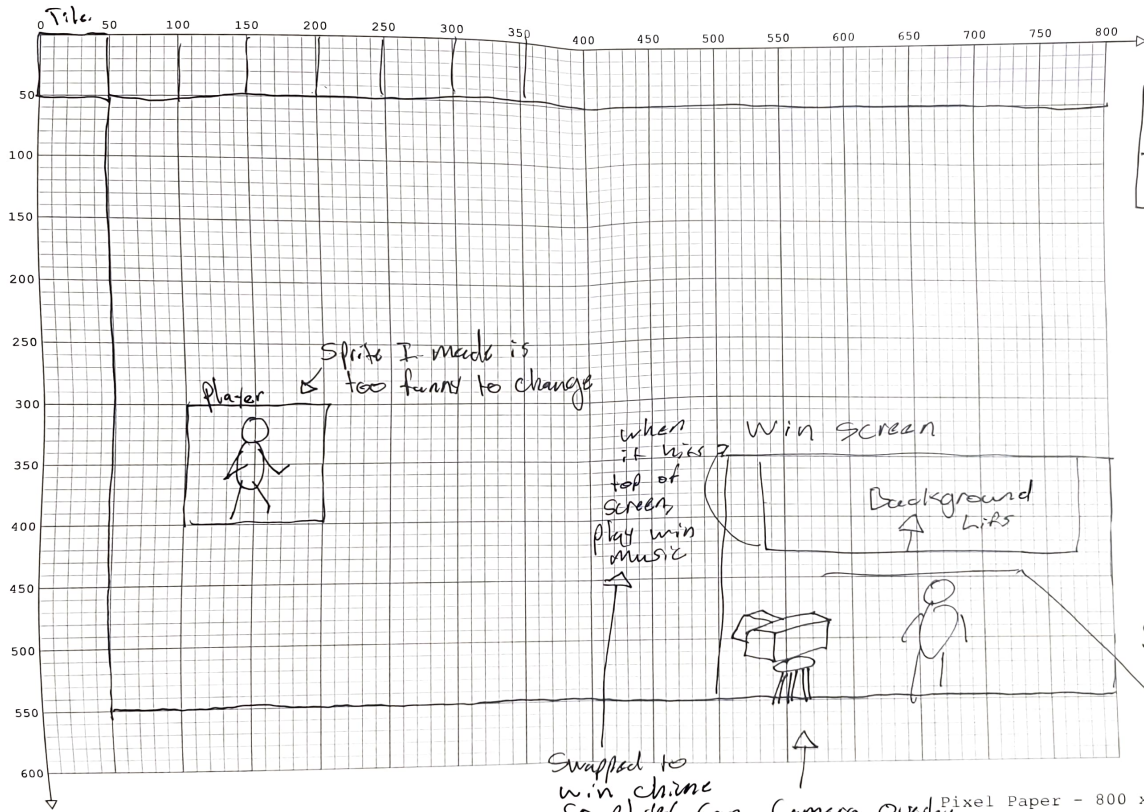 Tile
0 50 100 150 200 250 300 350 400 450 500 550 600 650 700 750 800
50
100
150
200
250
300
350
400
450
500
550
600
Sprite I made is
too funny to change
Player
Win Screen
when
it hits
top of
screen,
play win
music
Background
Lifts
Swapped to
win chime
Camera
Pixel Paper - 800 x